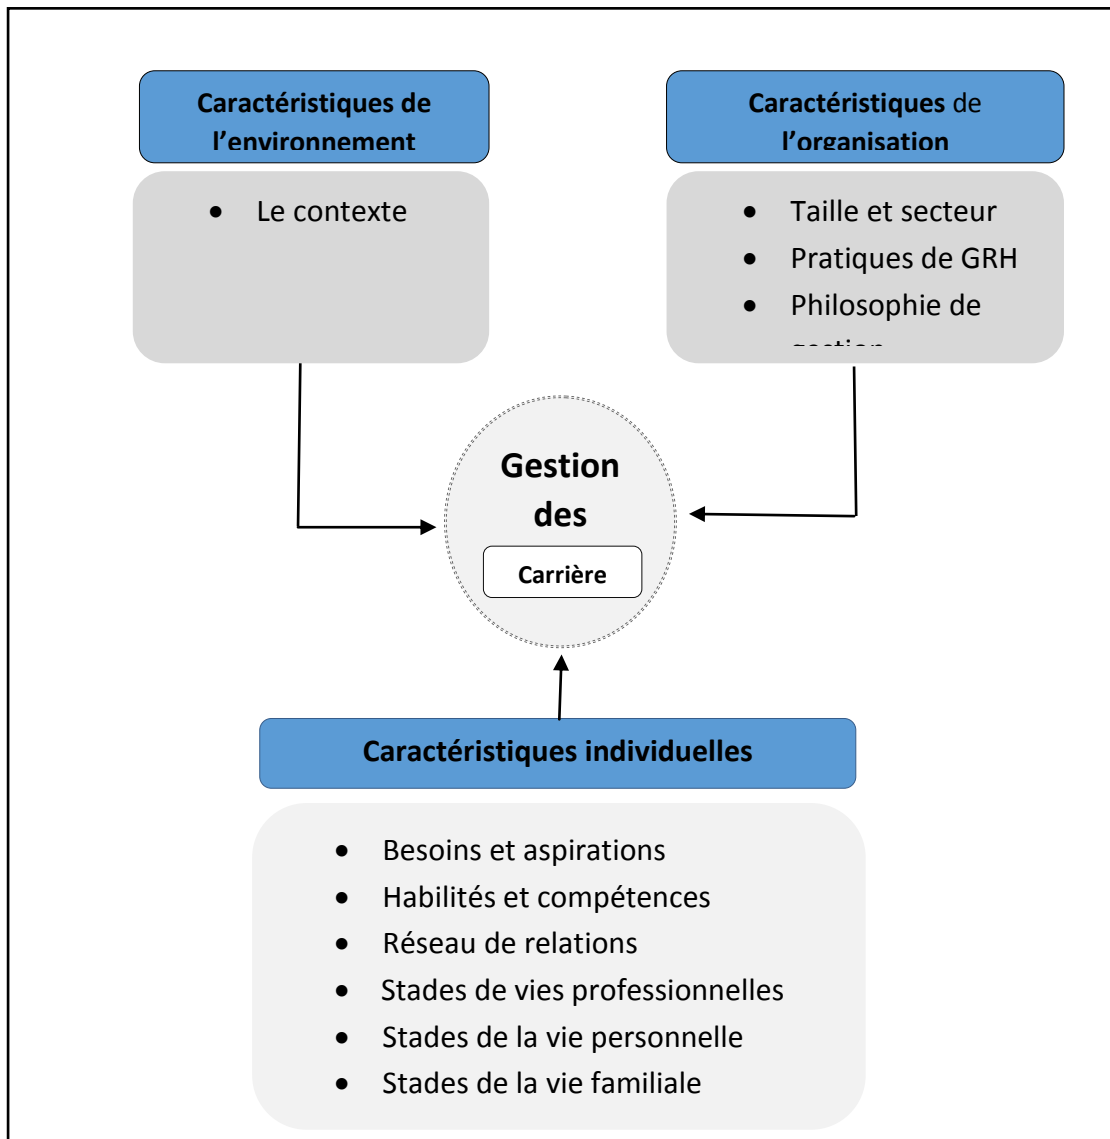 Caractéristiques de
l'environnement
Le contexte
Caractéristiques de
l'organisation
Taille et secteur
Pratiques de GRH
Philosophie de
gestion
Gestion
des
Carrière
Caractéristiques individuelles
Besoins et aspirations
Habilités et compétences
Réseau de relations
Stades de vies professionnelles
Stades de la vie personnelle
Stades de la vie familiale